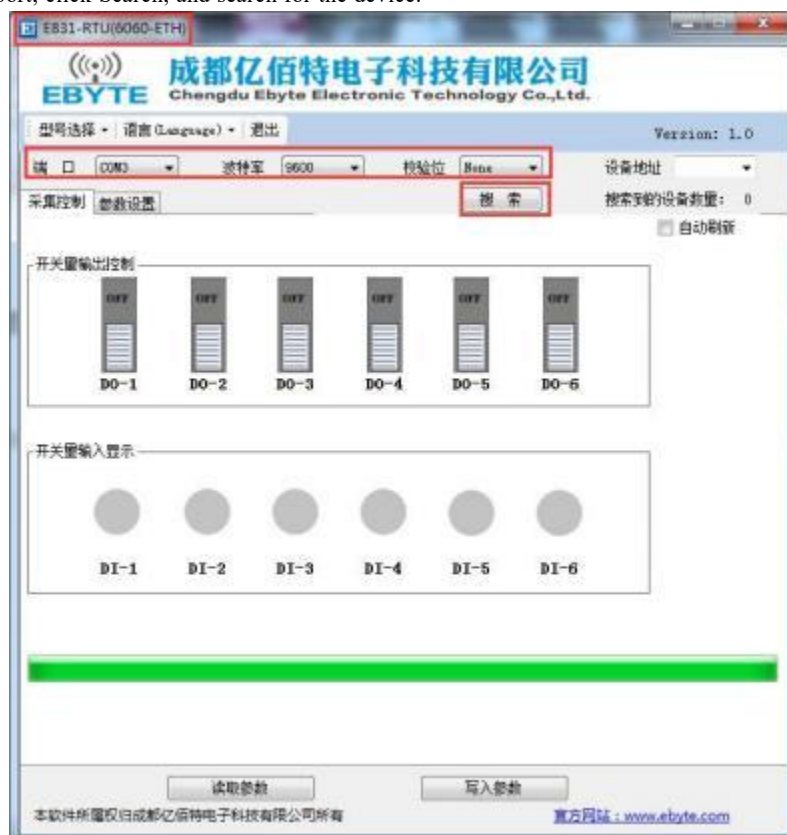 port, click Search, and search for the device.
E831-RTU(6060-ETH)
EBYTE 成都亿佰特电子科技有限公司
Chengdu Ebyte Electronic Technology Co.,Ltd.
型号选择 语言(Language) 退出 Version: 1.0
端 口 COM3 波特率 9600 校验位 None 设备地址
采集控制 参数设置 搜 索 搜索到的设备数量: 0
自动刷新
开关量输出控制
OFF OFF OFF OFF OFF OFF
DO-1 DO-2 DO-3 DO-4 DO-5 DO-6
开关量输入显示
DI-1 DI-2 DI-3 DI-4 DI-5 DI-6
读取参数 写入参数
本软件所属权归成都亿佰特电子科技有限公司所有 官方网站：www.ebyte.com